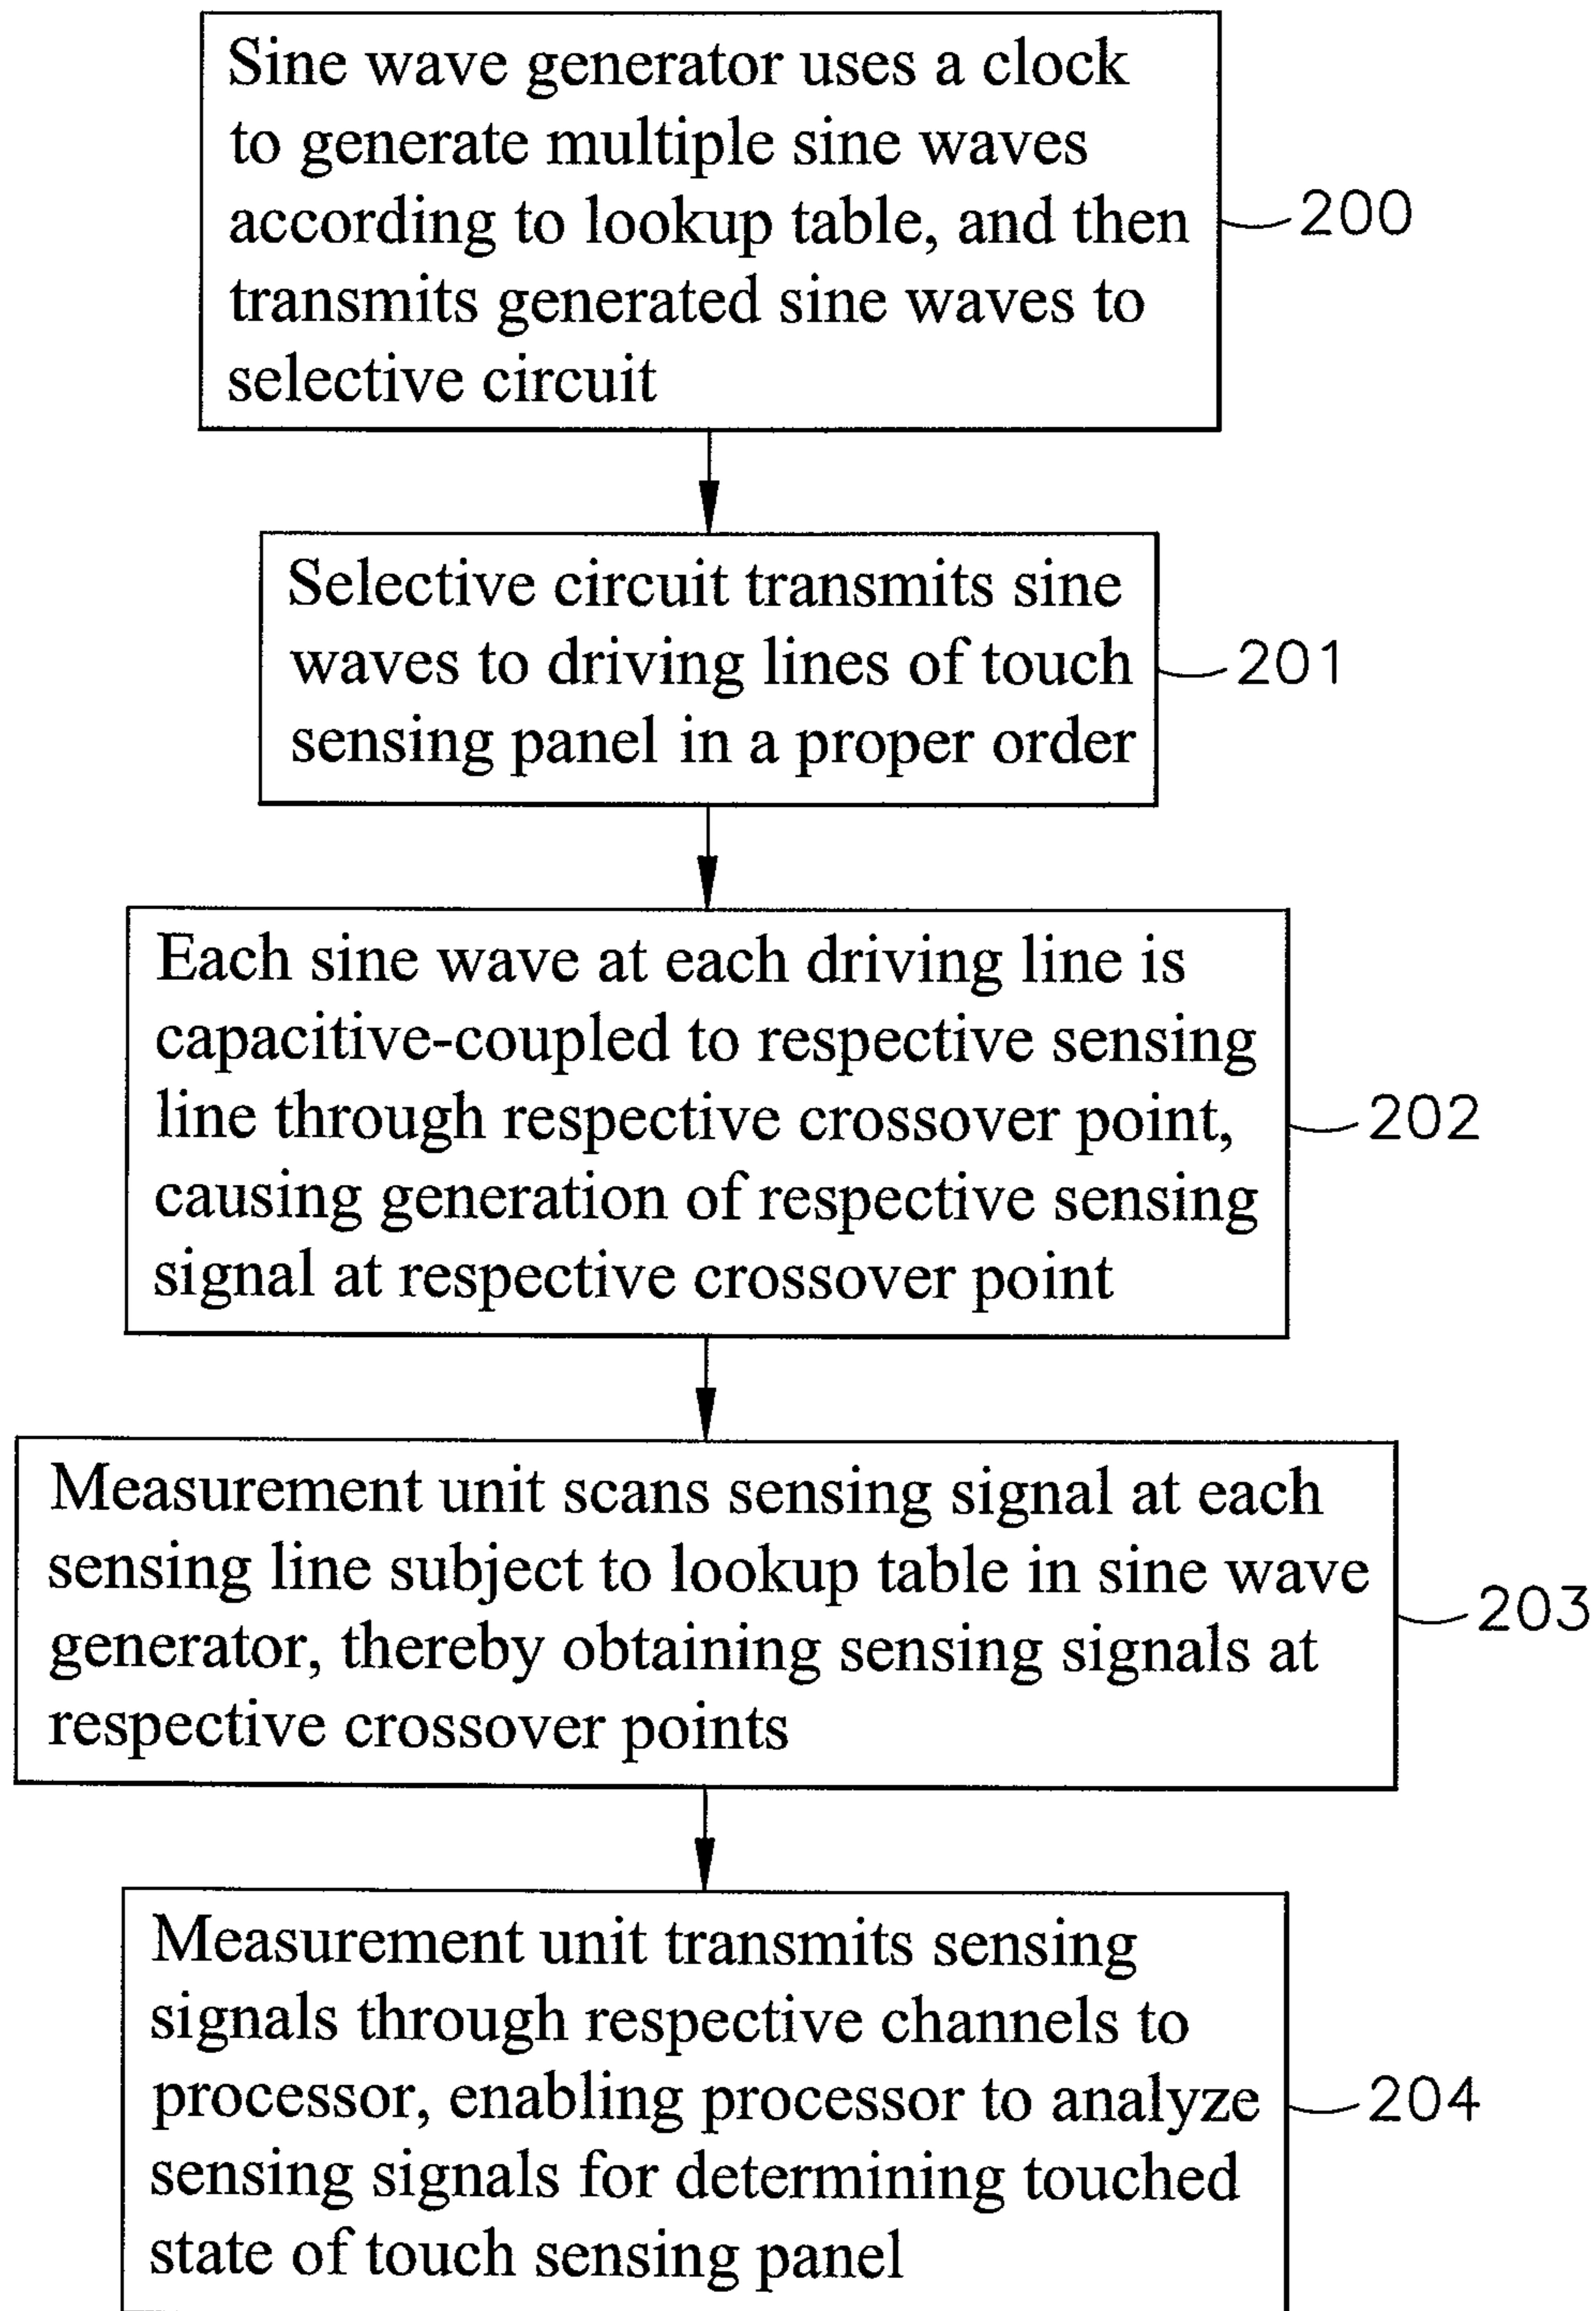 Sine wave generator uses a clock
to generate multiple sine waves
according to lookup table, and then
transmits generated sine waves to
selective circuit
200
Selective circuit transmits sine
waves to driving lines of touch
sensing panel in a proper order
201
Each sine wave at each driving line is
capacitive-coupled to respective sensing
line through respective crossover point,
causing generation of respective sensing
signal at respective crossover point
202
Measurement unit scans sensing signal at each
sensing line subject to lookup table in sine wave
generator, thereby obtaining sensing signals at
respective crossover points
203
Measurement unit transmits sensing
signals through respective channels to
processor, enabling processor to analyze
sensing signals for determining touched
state of touch sensing panel
204